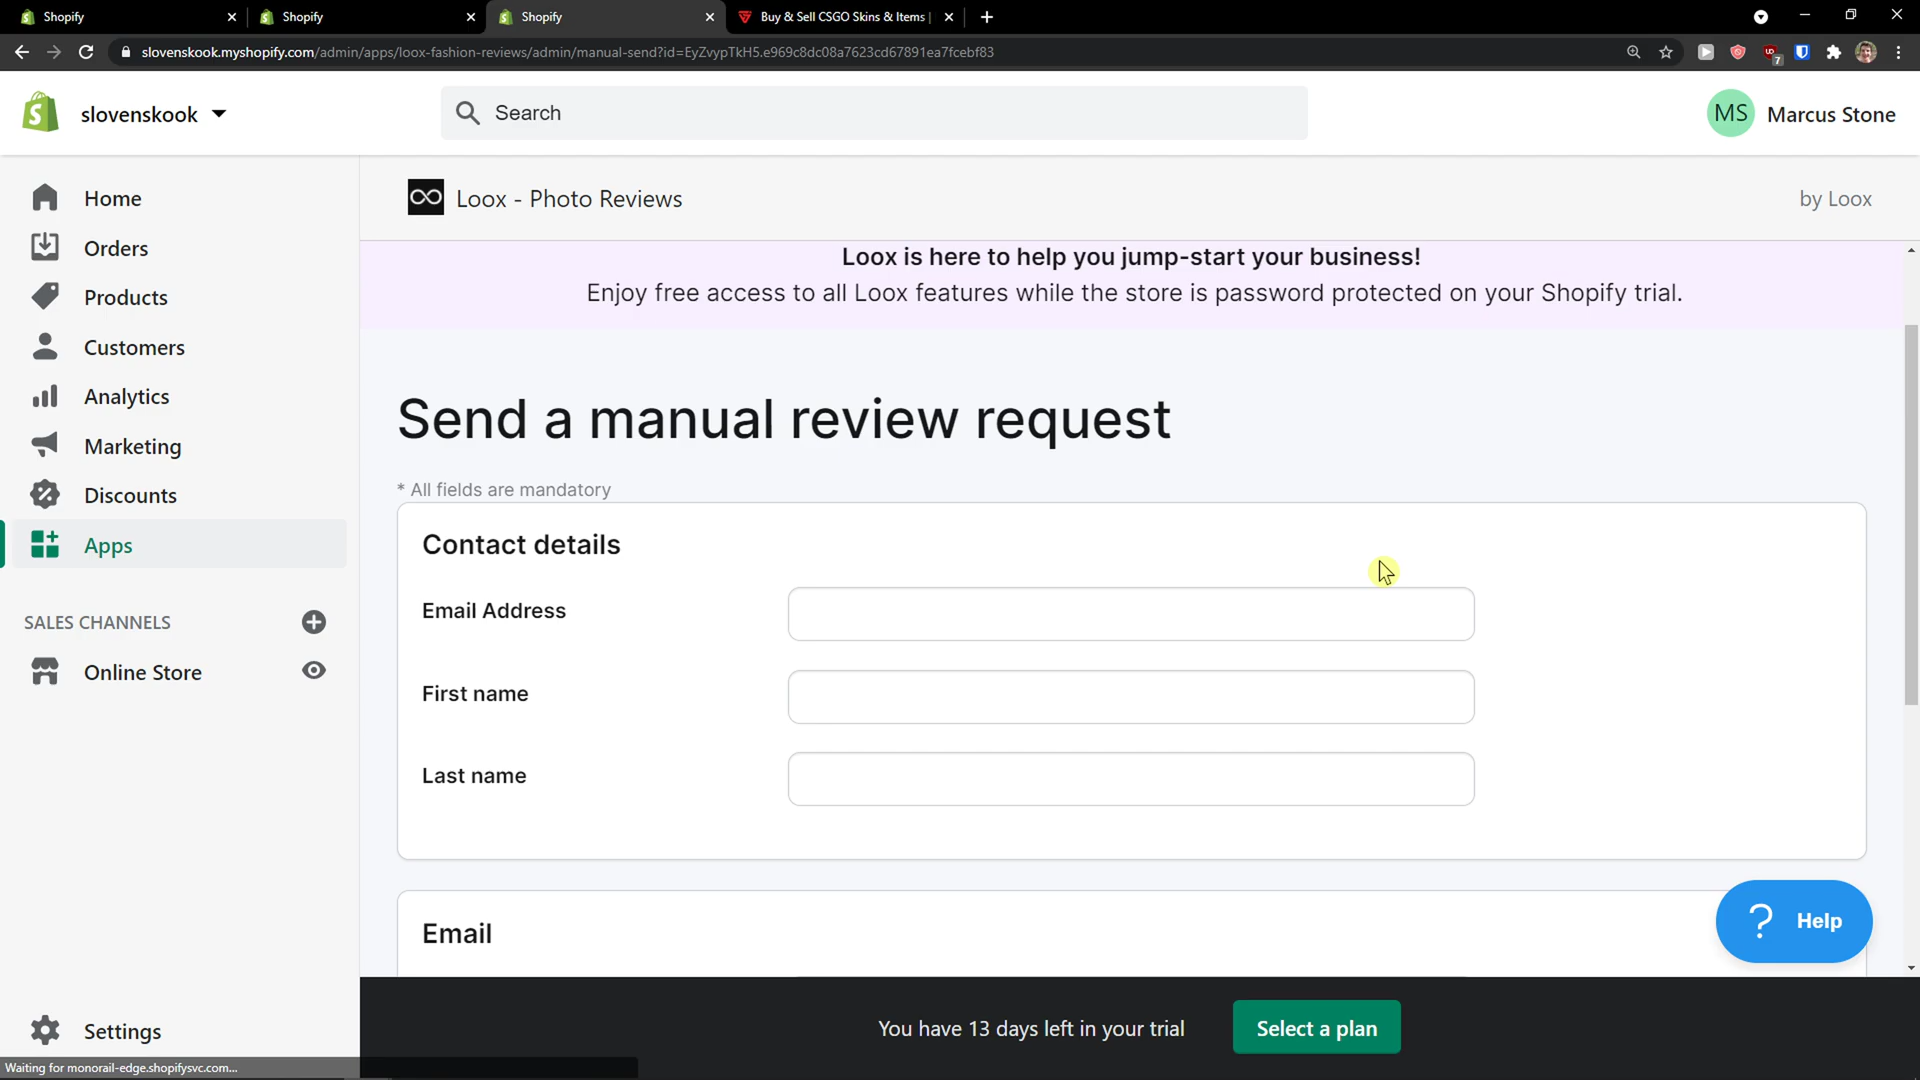 Shopify
Shopify
Shopify
Buy & Sell CSGO Skins & Items |
slovenskook.myshopify.com/admin/apps/loox-fashion-reviews/admin/manual-send?id=EyZvypTkH5.e969c8dc08a7623cd67891ea7fcebf83
7
slovenskook
Search
MS
Marcus Stone
Home
Orders
Products
Customers
Analytics
Marketing
Discounts
Apps
SALES CHANNELS
Online Store
Settings
Waiting for monorail-edge.shopifysvc.com...
Loox - Photo Reviews
by Loox
Loox is here to help you jump-start your business!
Enjoy free access to all Loox features while the store is password protected on your Shopify trial.
Send a manual review request
* All fields are mandatory
Contact details
Email Address
First name
Last name
Email
? Help
You have 13 days left in your trial
Select a plan